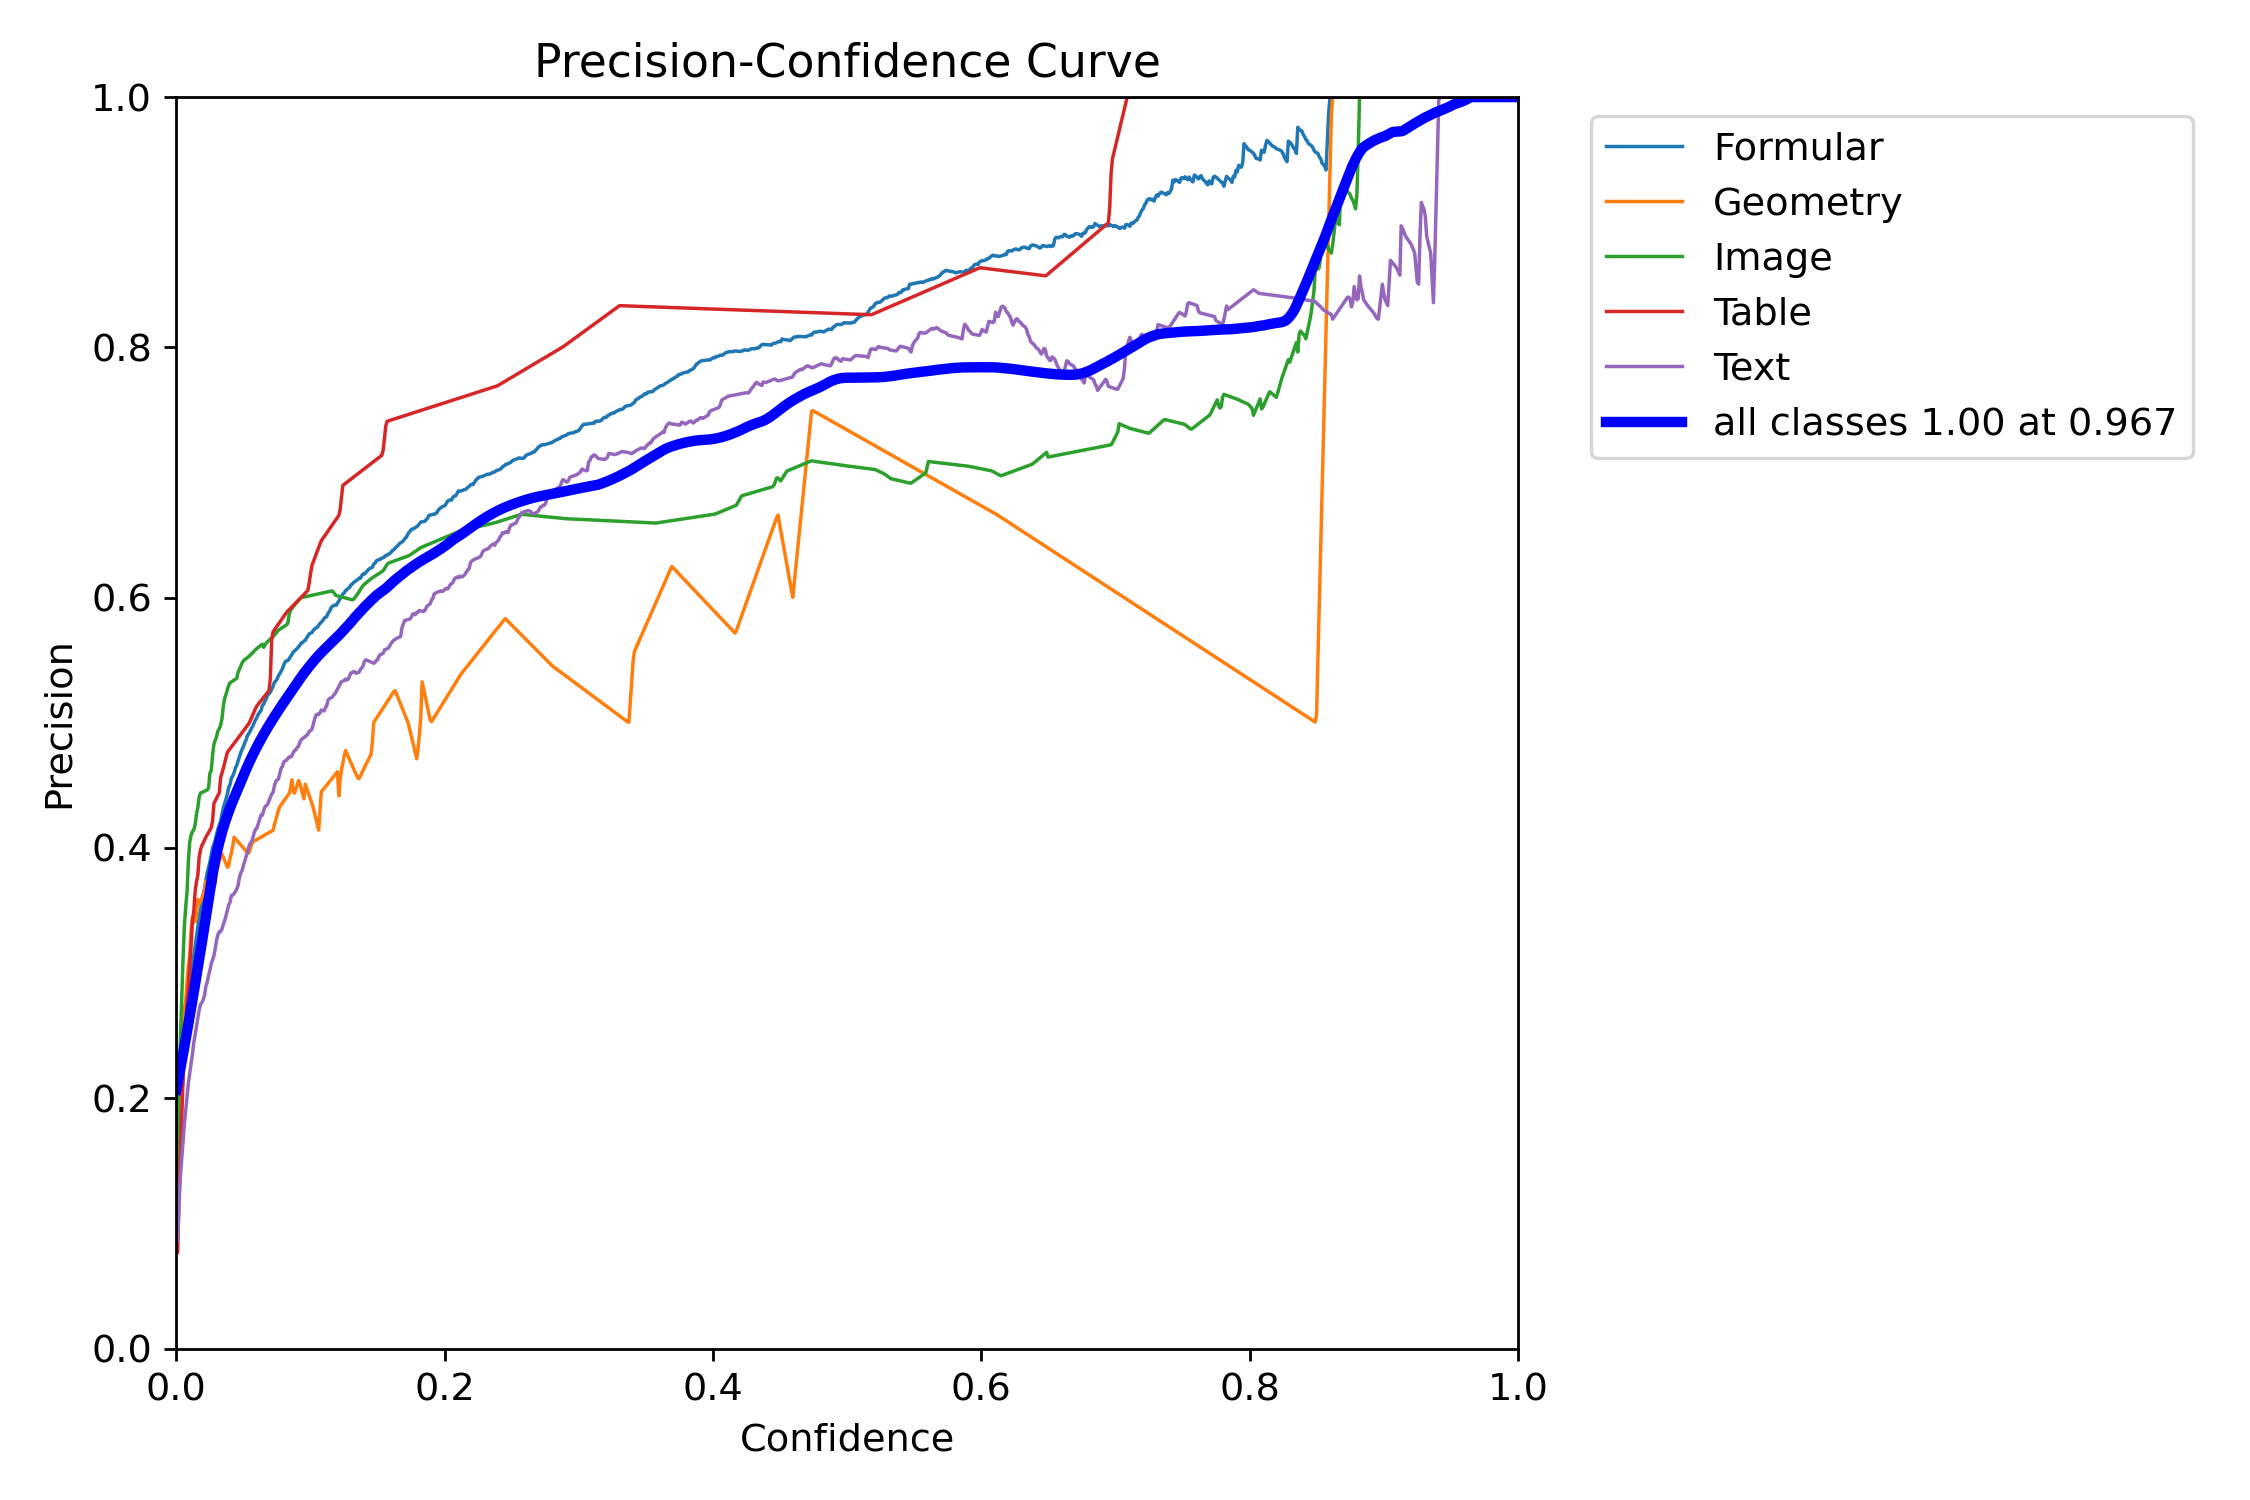 Precision-Confidence Curve
1.0
0.8
0.6
0.4
0.2
0.0
Precision
0.0 0.2 0.4 0.6 0.8 1.0
Confidence
Formular
Geometry
Image
Table
Text
all classes 1.00 at 0.967